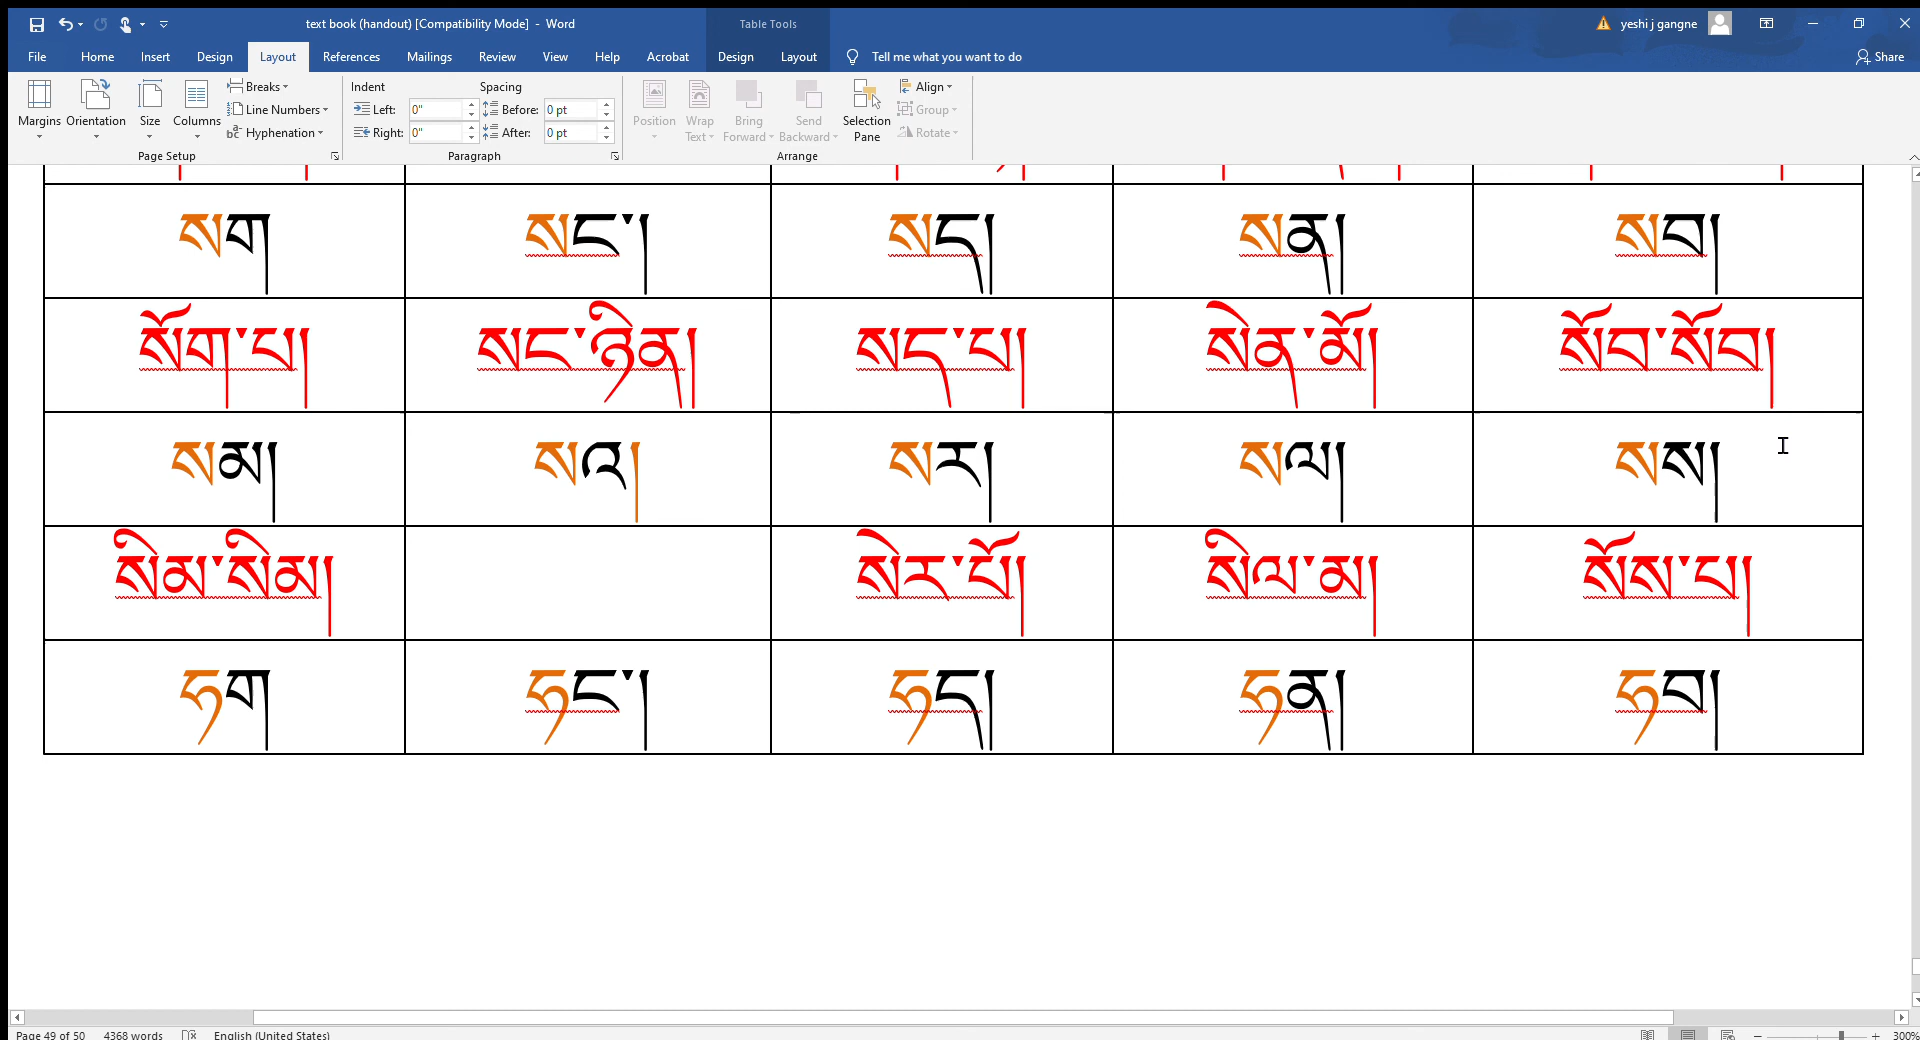 text book (handout) [Compatibility Mode] - Word
Table Tools
yeshi j gangne
File Home Insert Design Layout References Mailings Review View Help Acrobat Design Layout Tell me what you want to do Share
Margins Orientation Size Columns
Breaks
Line Numbers
Hyphenation
Page Setup
Indent Spacing
Left: 0" Before: 0 pt
Right: 0" After: 0 pt
Paragraph
Position Wrap Text Bring Forward Send Backward Selection Pane
Align
Group
Rotate
Arrange
སག སང་། སད། སན། སབ།
སོག་པ། སང་ཉིན། སད་པ། སེན་མོ། སོབ་སོབ།
སམ། སའ། སར། སལ། སས།
སིམ་སིམ། སེར་པོ། སིལ་མ། སོས་པ།
ཧག ཧང་། ཧད། ཧན། ཧབ།
Page 49 of 50 4368 words English (United States) 300%